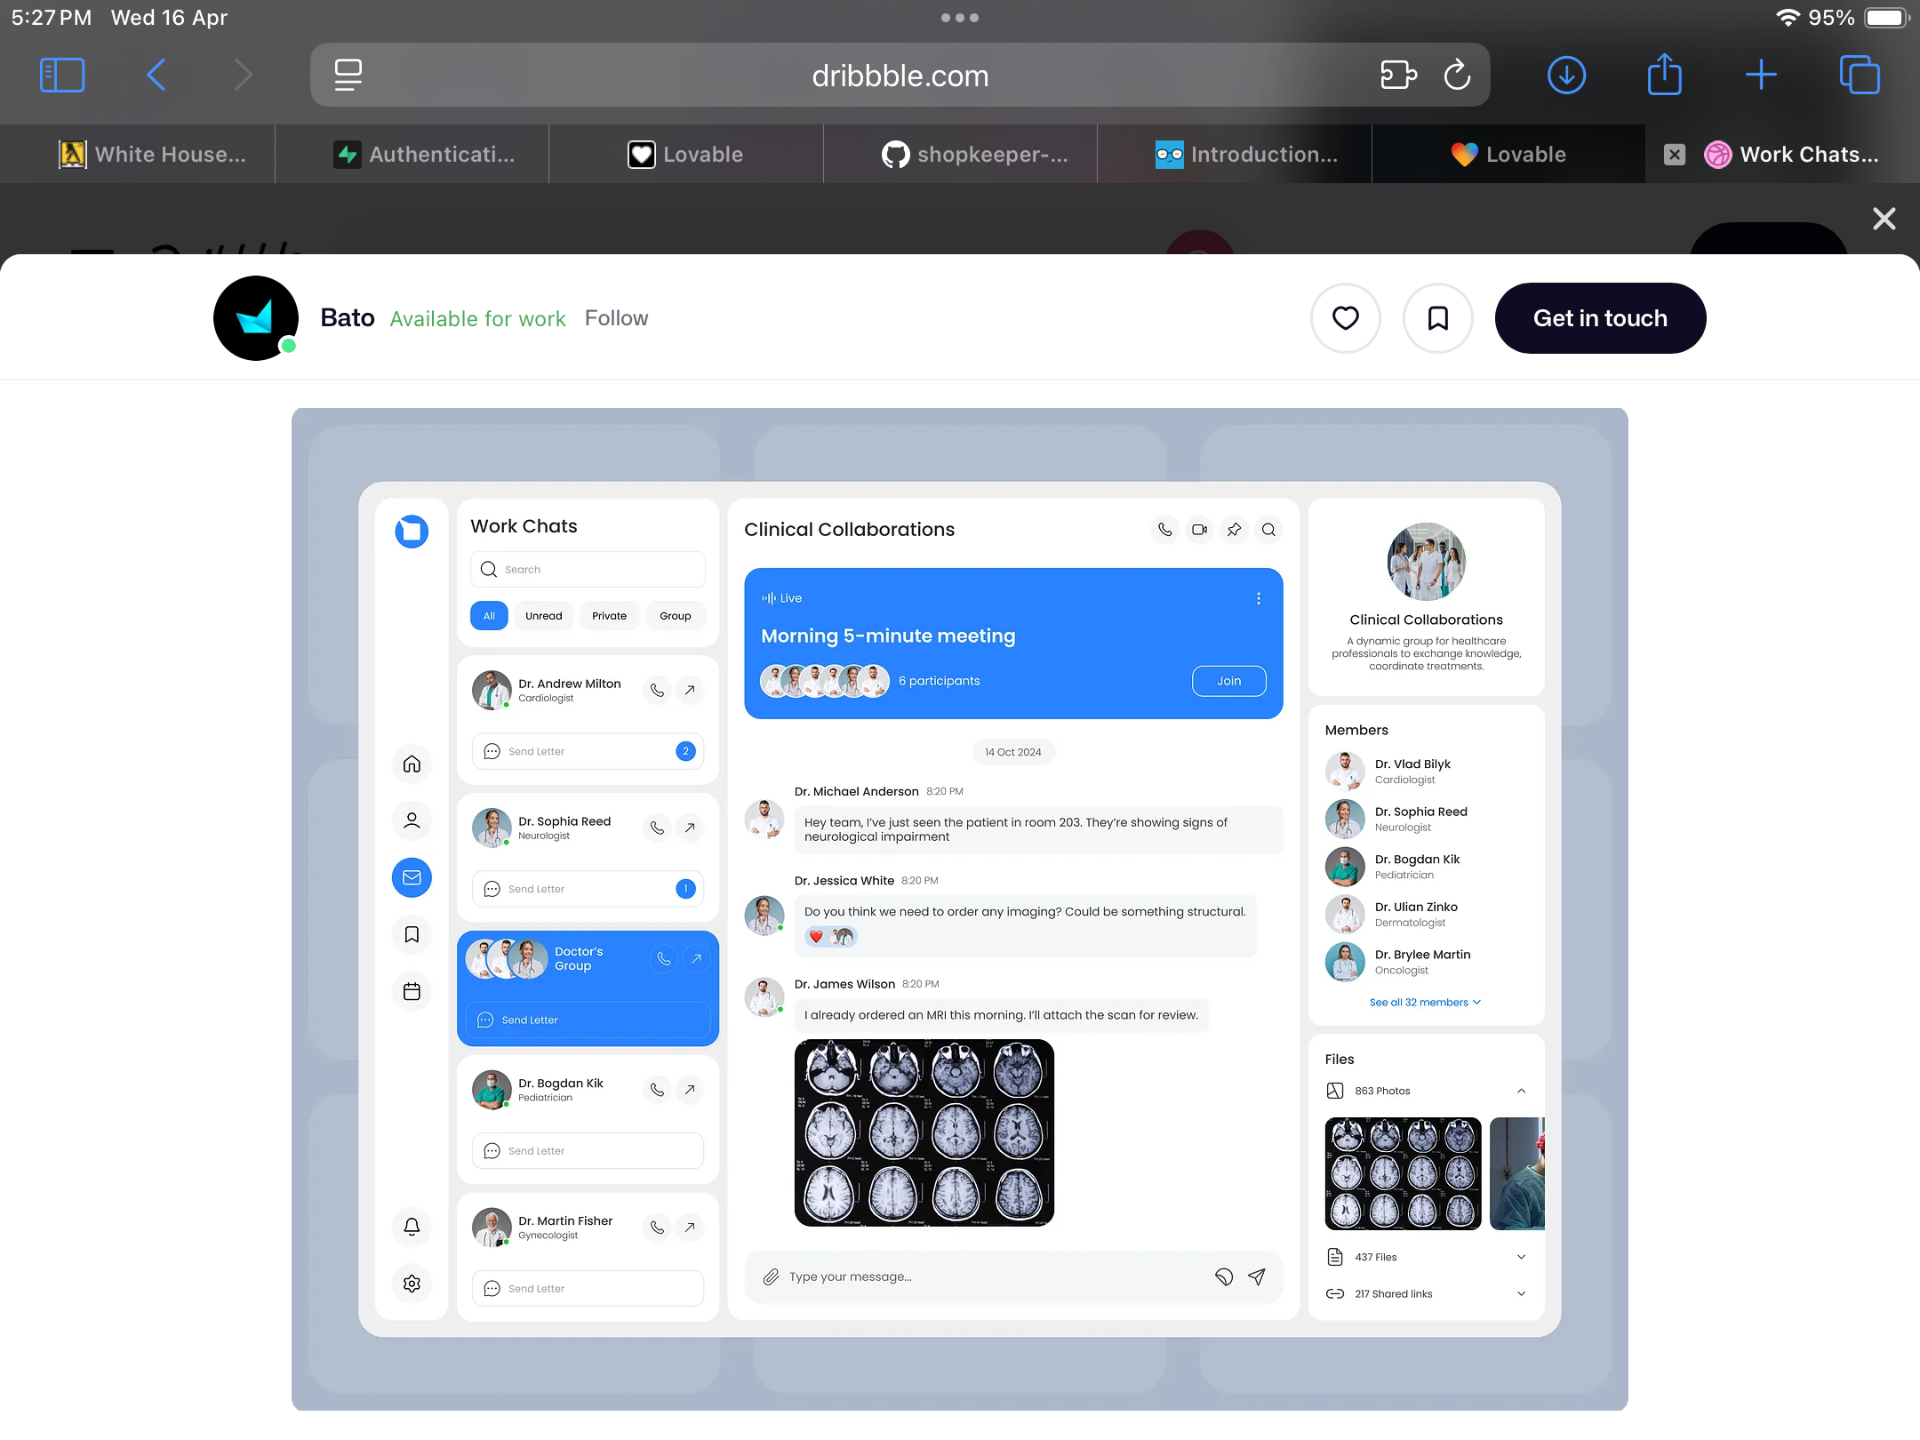 5:27 PM Wed 16 Apr
95%
dribbble.com
White House...
Authenticati...
Lovable
shopkeeper-...
Introduction...
Lovable
Work Chats...
Bato Available for work Follow
Get in touch
Work Chats
Search
All Unread Private Group
Dr. Andrew Milton
Cardiologist
Send Letter 2
Dr. Sophia Reed
Neurologist
Send Letter 1
Doctor's
Group
Send Letter
Dr. Bogdan Kik
Pediatrician
Send Letter
Dr. Martin Fisher
Gynecologist
Send Letter
Clinical Collaborations
Live
Morning 5-minute meeting
6 participants
Join
14 Oct 2024
Dr. Michael Anderson 8:20 PM
Hey team, I've just seen the patient in room 203. They're showing signs of
neurological impairment
Dr. Jessica White 8:20 PM
Do you think we need to order any imaging? Could be something structural.
Dr. James Wilson 8:20 PM
I already ordered an MRI this morning. I'll attach the scan for review.
Type your message...
Clinical Collaborations
A dynamic group for healthcare
professionals to exchange knowledge,
coordinate treatments.
Members
Dr. Vlad Bilyk
Cardiologist
Dr. Sophia Reed
Neurologist
Dr. Bogdan Kik
Pediatrician
Dr. Ulian Zinko
Dermatologist
Dr. Brylee Martin
Oncologist
See all 32 members
Files
863 Photos
437 Files
217 Shared links